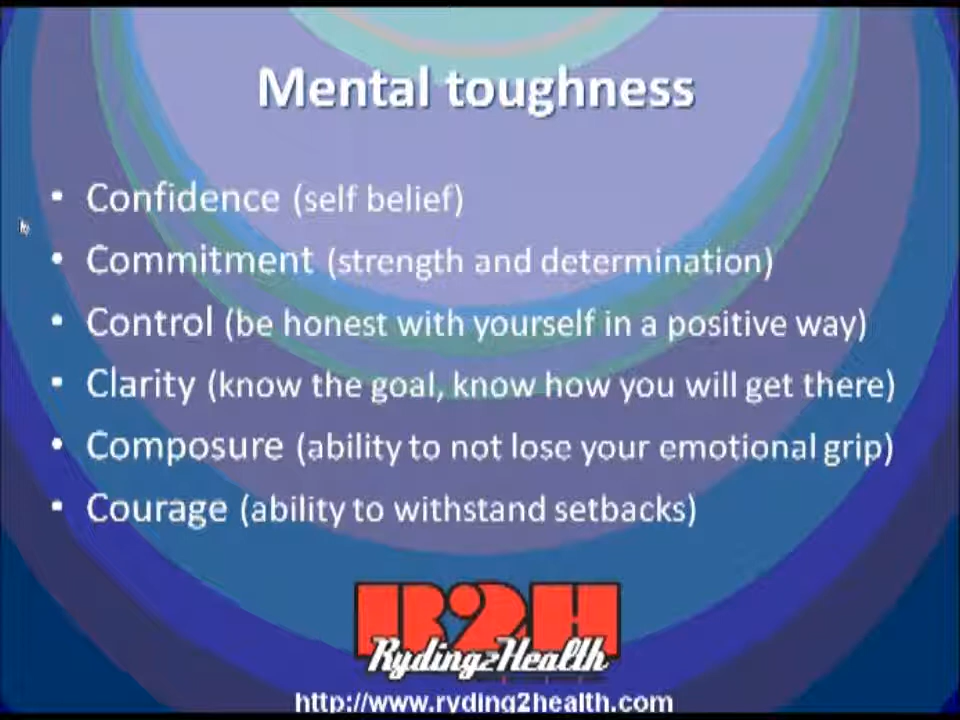 Mental toughness
• Confidence (self belief)
• Commitment (strength and determination)
• Control (be honest with yourself in a positive way)
• Clarity (know the goal, know how you will get there)
• Composure (ability to not lose your emotional grip)
• Courage (ability to withstand setbacks)
R2H
Ryding2Health
http://www.ryding2health.com